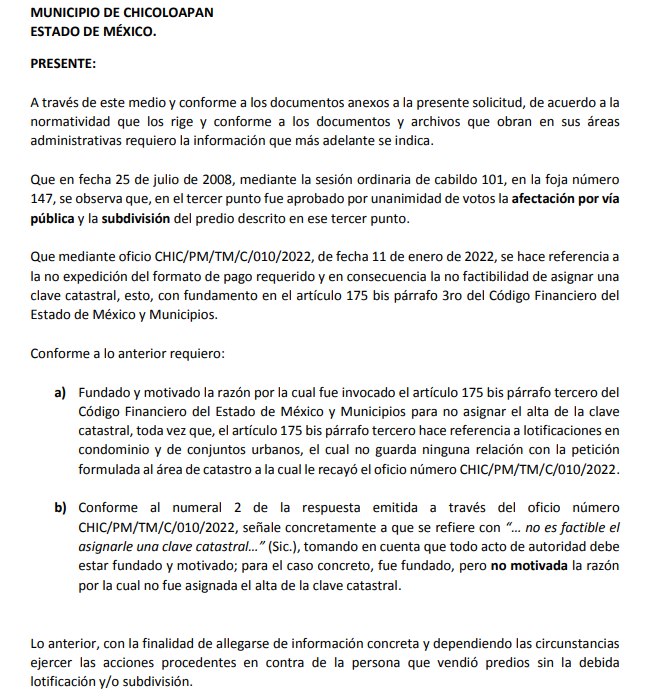 MUNICIPIO DE CHICOLOAPAN
ESTADO DE MÉXICO.
PRESENTE:
A través de este medio y conforme a los documentos anexos a la presente solicitud, de acuerdo a la
normatividad que los rige y conforme a los documentos y archivos que obran en sus áreas
administrativas requiero la información que más adelante se indica.
Que en fecha 25 de julio de 2008, mediante la sesión ordinaria de cabildo 101, en la foja número
147, se observa que, en el tercer punto fue aprobado por unanimidad de votos la afectación por vía
pública y la subdivisión del predio descrito en ese tercer punto.
Que mediante oficio CHIC/PM/TM/C/010/2022, de fecha 11 de enero de 2022, se hace referencia a
la no expedición del formato de pago requerido y en consecuencia la no factibilidad de asignar una
clave catastral, esto, con fundamento en el artículo 175 bis párrafo 3ro del Código Financiero del
Estado de México y Municipios.
Conforme a lo anterior requiero:
a) Fundado y motivado la razón por la cual fue invocado el artículo 175 bis párrafo tercero del
Código Financiero del Estado de México y Municipios para no asignar el alta de la clave
catastral, toda vez que, el artículo 175 bis párrafo tercero hace referencia a lotificaciones en
condominio y de conjuntos urbanos, el cual no guarda ninguna relación con la petición
formulada al área de catastro a la cual le recayó el oficio número CHIC/PM/TM/C/010/2022.
b) Conforme al numeral 2 de la respuesta emitida a través del oficio número
CHIC/PM/TM/C/010/2022, señale concretamente a que se refiere con “... no es factible el
asignarle una clave catastral...” (Sic.), tomando en cuenta que todo acto de autoridad debe
estar fundado y motivado; para el caso concreto, fue fundado, pero no motivada la razón
por la cual no fue asignada el alta de la clave catastral.
Lo anterior, con la finalidad de allegarse de información concreta y dependiendo las circunstancias
ejercer las acciones procedentes en contra de la persona que vendió predios sin la debida
lotificación y/o subdivisión.